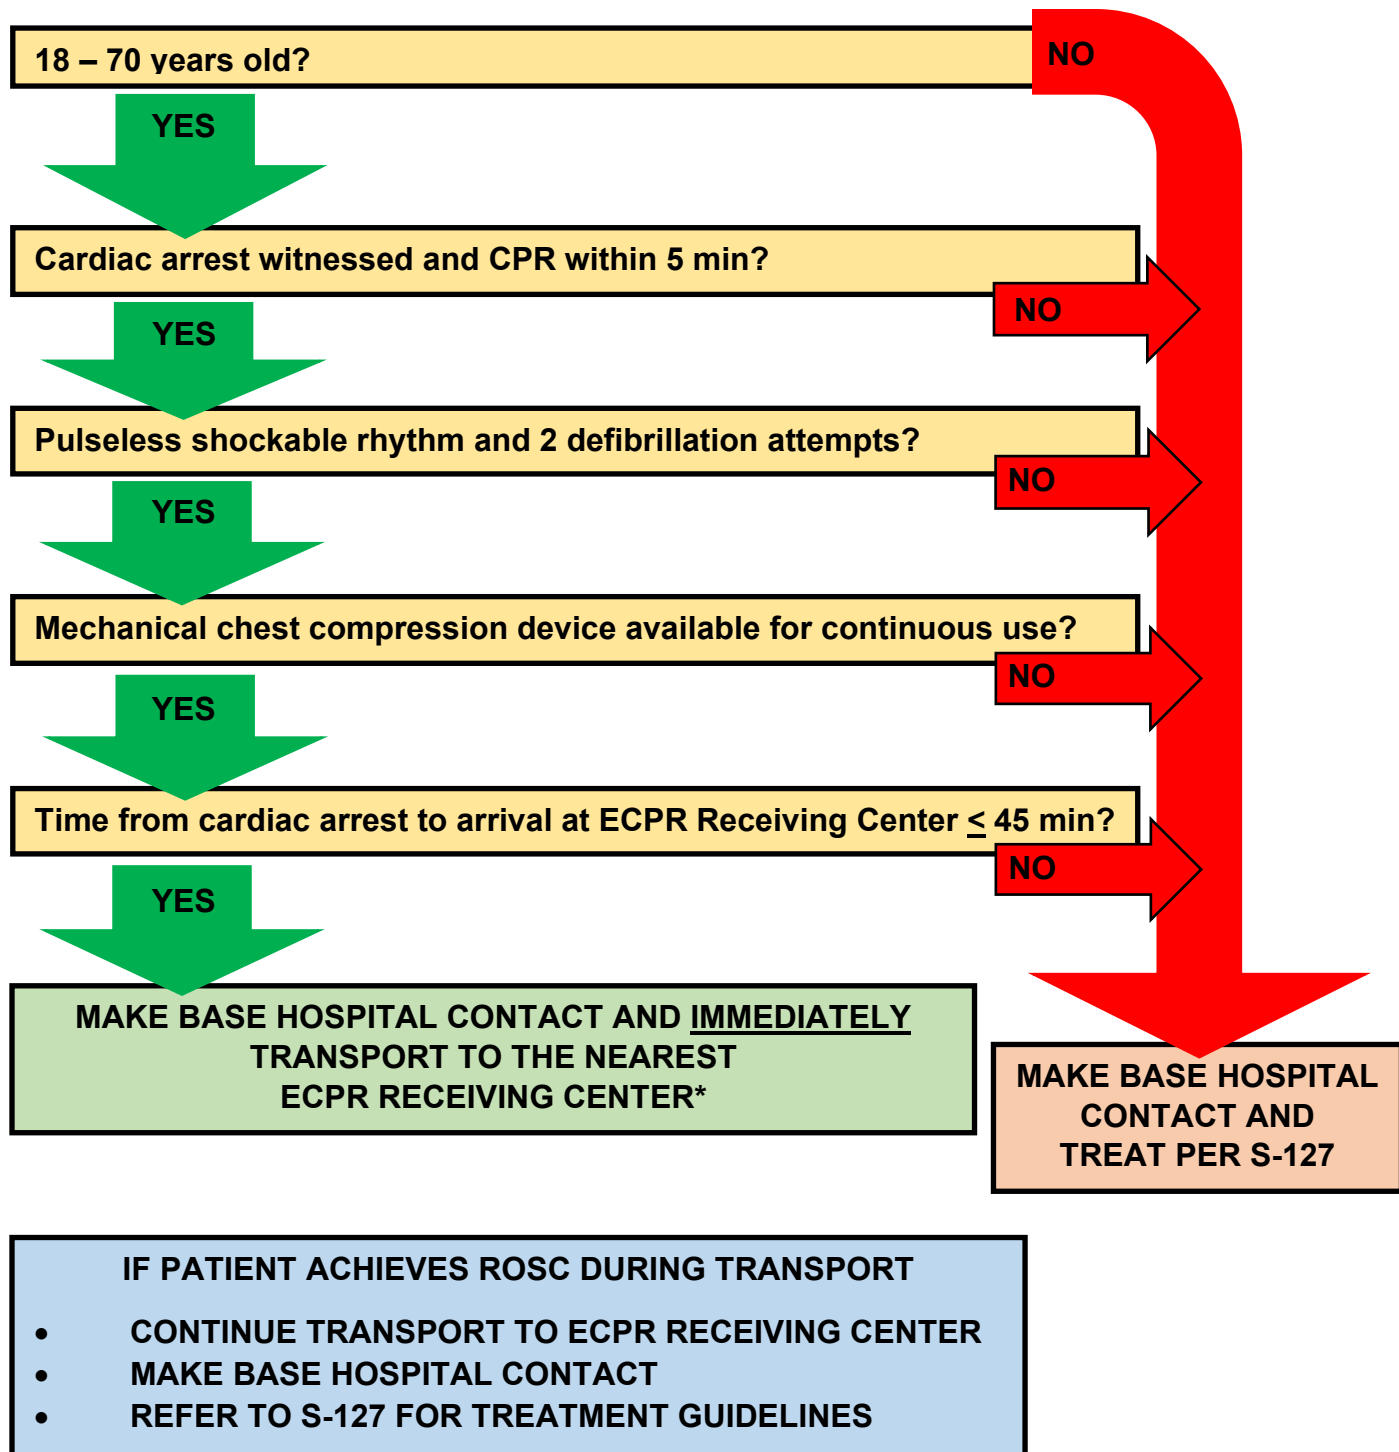 18 – 70 years old?
NO
YES
Cardiac arrest witnessed and CPR within 5 min?
NO
YES
Pulseless shockable rhythm and 2 defibrillation attempts?
NO
YES
Mechanical chest compression device available for continuous use?
NO
YES
Time from cardiac arrest to arrival at ECPR Receiving Center < 45 min?
NO
YES
MAKE BASE HOSPITAL CONTACT AND IMMEDIATELY
TRANSPORT TO THE NEAREST
ECPR RECEIVING CENTER*
MAKE BASE HOSPITAL
CONTACT AND
TREAT PER S-127
IF PATIENT ACHIEVES ROSC DURING TRANSPORT
• CONTINUE TRANSPORT TO ECPR RECEIVING CENTER
• MAKE BASE HOSPITAL CONTACT
• REFER TO S-127 FOR TREATMENT GUIDELINES